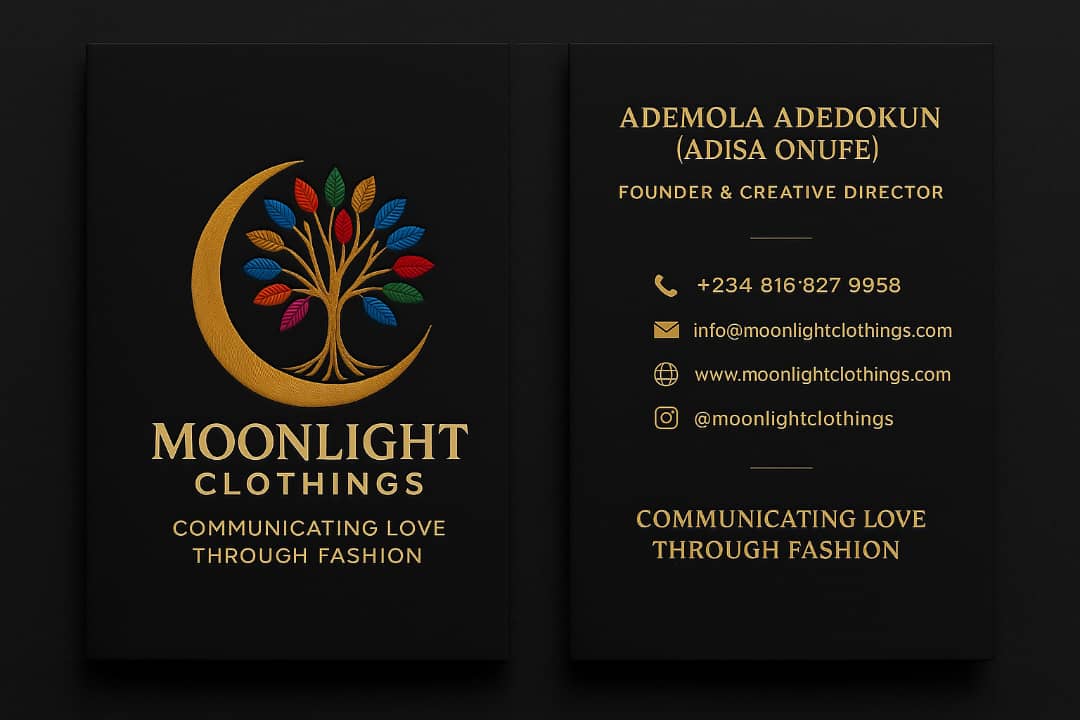 MOONLIGHT
CLOTHINGS
COMMUNICATING LOVE
THROUGH FASHION
ADEMOLA ADEDOKUN
(ADISA ONUFE)
FOUNDER & CREATIVE DIRECTOR
+234 816·827 9958
info@moonlightclothings.com
www.moonlightclothings.com
@moonlightclothings
COMMUNICATING LOVE
THROUGH FASHION